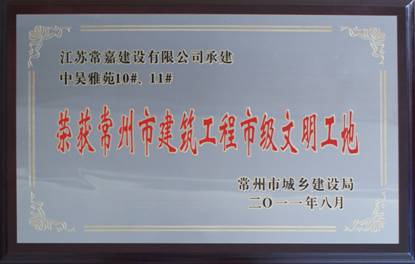 江苏常嘉建设有限公司承建
中吴雅苑10#、11#
荣获常州市建筑工程市级文明工地
常州市城乡建设局
二〇一一年八月